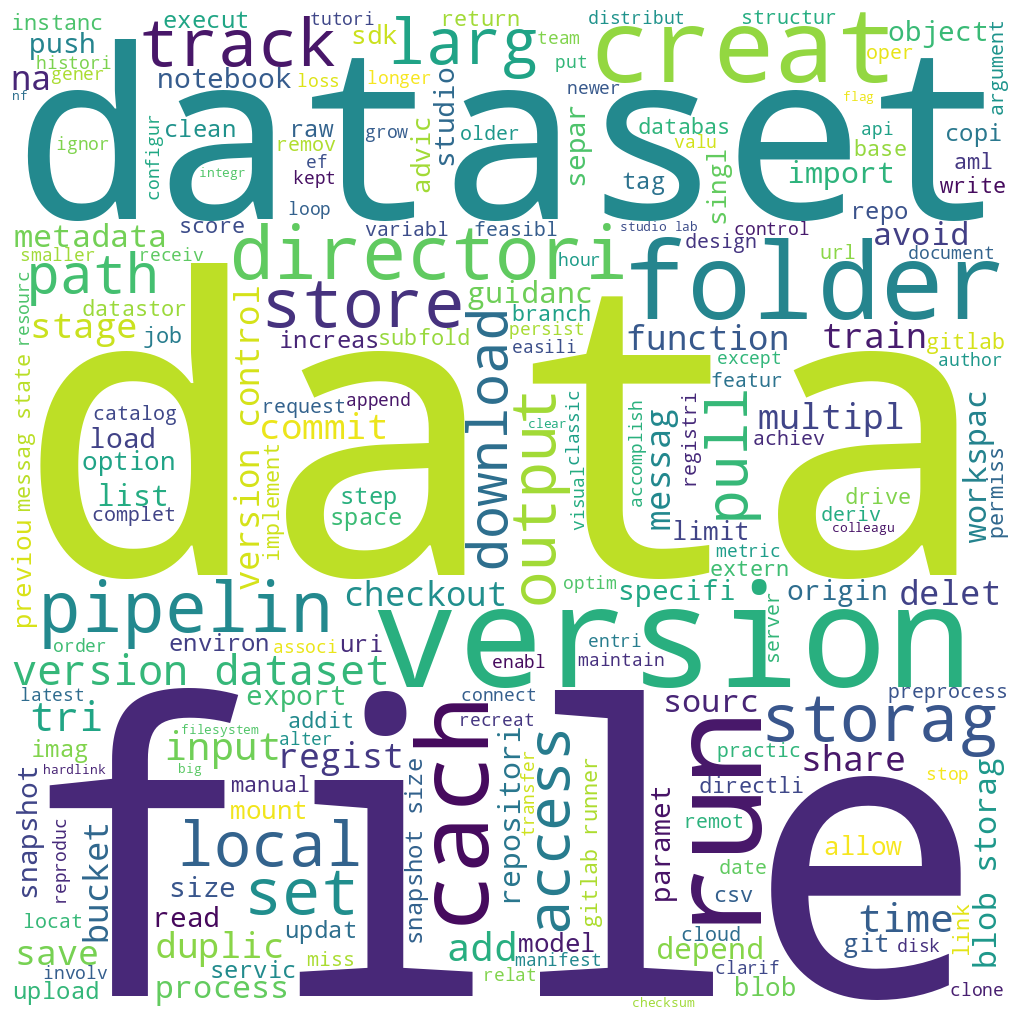 instanc
execut
tutori
return
distribut
structur
push
track
sdk
larg
team
creat
oper
object
histori
put
na
gener
notebook
loss
longer
newer
flag
argument
nf
dataset
ignor
configur
clean
raw
remov
grow
advic
studio
older
separ
databas
valu
api
base
copi
integr
ef
kept
tag
singl
import
aml
write
loop
score
variabl
feasibl
studio lab
design
control
repo
avoid
metadata
smaller
receiv
directori
hour
url
document
path
store
guidanc
folder
resourc
datastor
stage
job
version control
branch
persist
increas
subfold
easili
download
function
train
gitlab
author
data
except
featur
previou
messag state
catalog
load
option
list
complet
request
append
commit
implement
clear
output
visual
classic
accomplish
messag
registri
pull
multipl
achiev
workspac
permiss
step
space
drive
deriv
colleagu
limit
metric
extern
pipelin
checkout
optim
specifi
origin
delet
order
environ
associ
uri
version
entri
enabl
maintain
server
version dataset
latest
export
connect
sourc
preprocess
tri
addit
recreat
storag
filesystem
alter
cach
imag
input
regist
practic
share
hardlink
big
file
snapshot
manual
snapshot size
repositori
transfer
access
run
directli
stop
mount
remot
reproduc
bucket
local
gitlab runner
paramet
allow
blob storag
size
set
date
csv
locat
read
time
link
save
duplic
updat
add
model
depend
cloud
git
disk
involv
servic
miss
manifest
clarif
upload
process
relat
blob
clone
checksum